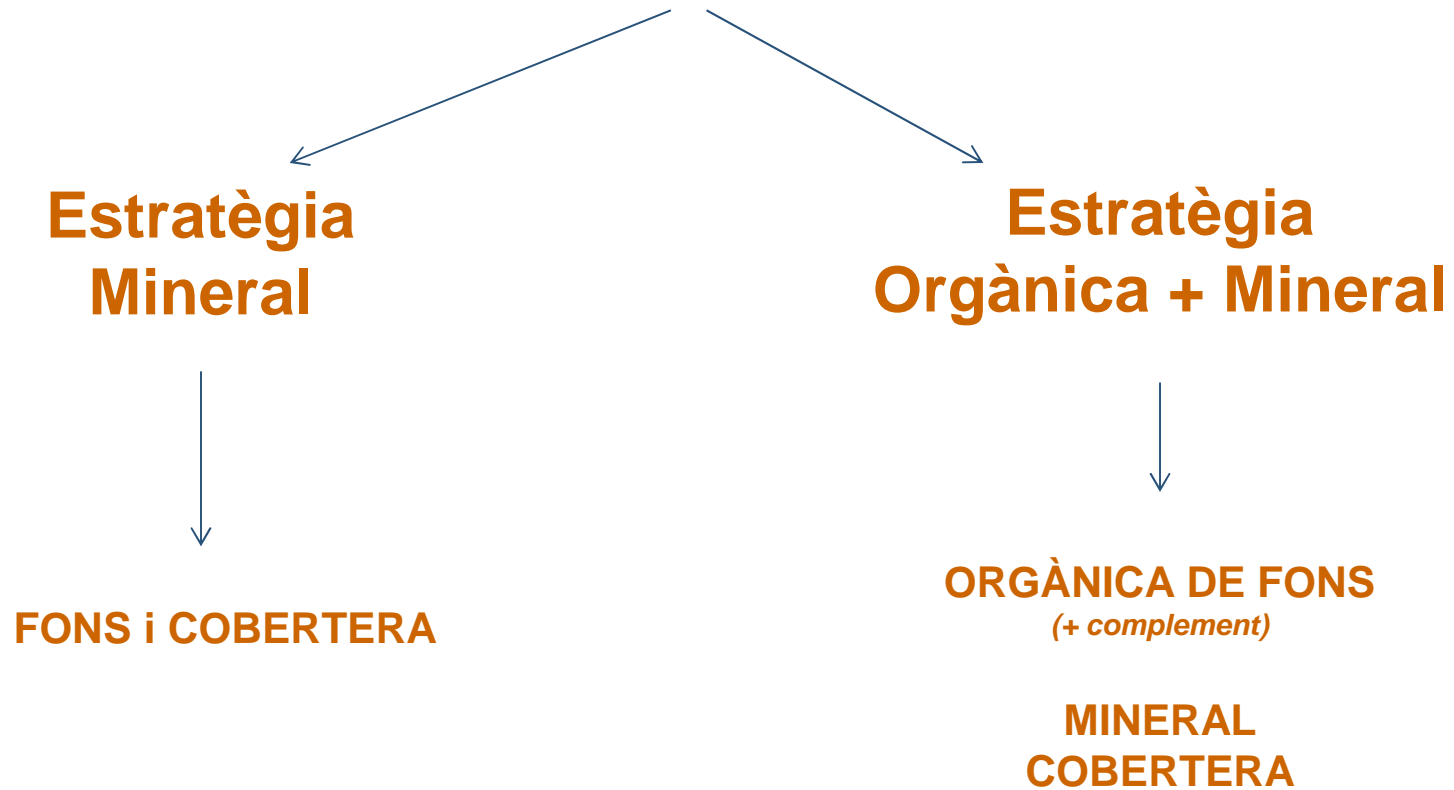 Estratègia
Mineral
FONS i COBERTERA
Estratègia
Orgànica + Mineral
ORGÀNICA DE FONS
(+ complement)
MINERAL
COBERTERA